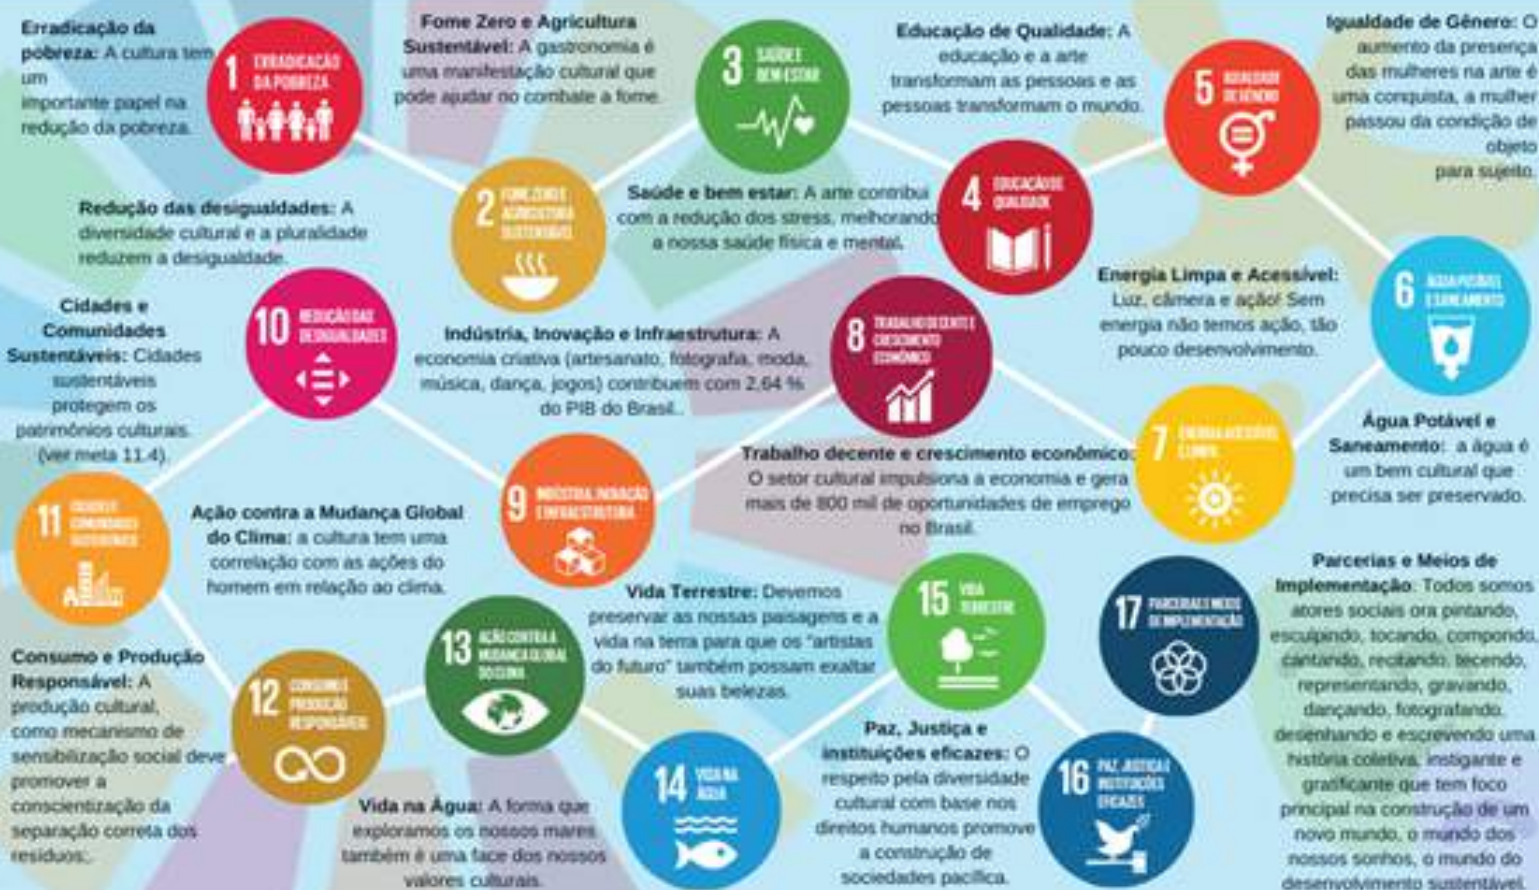 Erradicação da
pobreza: A cultura tem
um
importante papel na
redução da pobreza.
1 ERRADICAÇÃO
DA POBREZA
Fome Zero e Agricultura
Sustentável: A gastronomia é
uma manifestação cultural que
pode ajudar no combate a fome.
2 FOME ZERO E
AGRICULTURA
SUSTENTÁVEL
3 SAÚDE E
BEM-ESTAR
Saúde e bem estar: A arte contribui
com a redução dos stress, melhorando
a nossa saúde física e mental.
Educação de Qualidade: A
educação e a arte
transformam as pessoas e as
pessoas transformam o mundo.
4 EDUCAÇÃO DE
QUALIDADE
5 IGUALDADE
DE GÊNERO
Igualdade de Gênero: O
aumento da presença
das mulheres na arte é
uma conquista, a mulher
passou da condição de
objeto
para sujeito.
6 ÁGUA POTÁVEL
E SANEAMENTO
Água Potável e
Saneamento: a água é
um bem cultural que
precisa ser preservado.
Energia Limpa e Acessível:
Luz, câmera e ação! Sem
energia não temos ação, tão
pouco desenvolvimento.
7 ENERGIA ACESSÍVEL
E LIMPA
8 TRABALHO DECENTE E
CRESCIMENTO
ECONÔMICO
Trabalho decente e crescimento econômico:
O setor cultural impulsiona a economia e gera
mais de 800 mil de oportunidades de emprego
no Brasil.
Indústria, Inovação e Infraestrutura: A
economia criativa (artesanato, fotografia, moda,
música, dança, jogos) contribuem com 2,64 %
do PIB do Brasil..
9 INDÚSTRIA, INOVAÇÃO
E INFRAESTRUTURA
Redução das desigualdades: A
diversidade cultural e a pluralidade
reduzem a desigualdade.
10 REDUÇÃO DAS
DESIGUALDADES
Cidades e
Comunidades
Sustentáveis: Cidades
sustentáveis
protegem os
patrimônios culturais.
(ver meta 11.4).
11 CIDADES E
COMUNIDADES
SUSTENTÁVEIS
Consumo e Produção
Responsável: A
produção cultural,
como mecanismo de
sensibilização social deve
promover a
conscientização da
separação correta dos
resíduos;.
12 CONSUMO E
PRODUÇÃO
RESPONSÁVEIS
Ação contra a Mudança Global
do Clima: a cultura tem uma
correlação com as ações do
homem em relação ao clima.
13 AÇÃO CONTRA A
MUDANÇA GLOBAL
DO CLIMA
Vida na Água: A forma que
exploramos os nossos mares
também é uma face dos nossos
valores culturais.
14 VIDA NA
ÁGUA
Vida Terrestre: Devemos
preservar as nossas paisagens e a
vida na terra para que os "artistas
do futuro" também possam exaltar
suas belezas.
15 VIDA
TERRESTRE
Paz, Justiça e
instituições eficazes: O
respeito pela diversidade
cultural com base nos
direitos humanos promove
a construção de
sociedades pacífica.
16 PAZ, JUSTIÇA E
INSTITUIÇÕES
EFICAZES
17 PARCERIAS E MEIOS
DE IMPLEMENTAÇÃO
Parcerias e Meios de
Implementação: Todos somos
atores sociais ora pintando,
esculpindo, tocando, compondo,
cantando, recitando, tecendo,
representando, gravando,
dançando, fotografando,
desenhando e escrevendo uma
história coletiva, instigante e
gratificante que tem foco
principal na construção de um
novo mundo, o mundo dos
nossos sonhos, o mundo do
desenvolvimento sustentável.